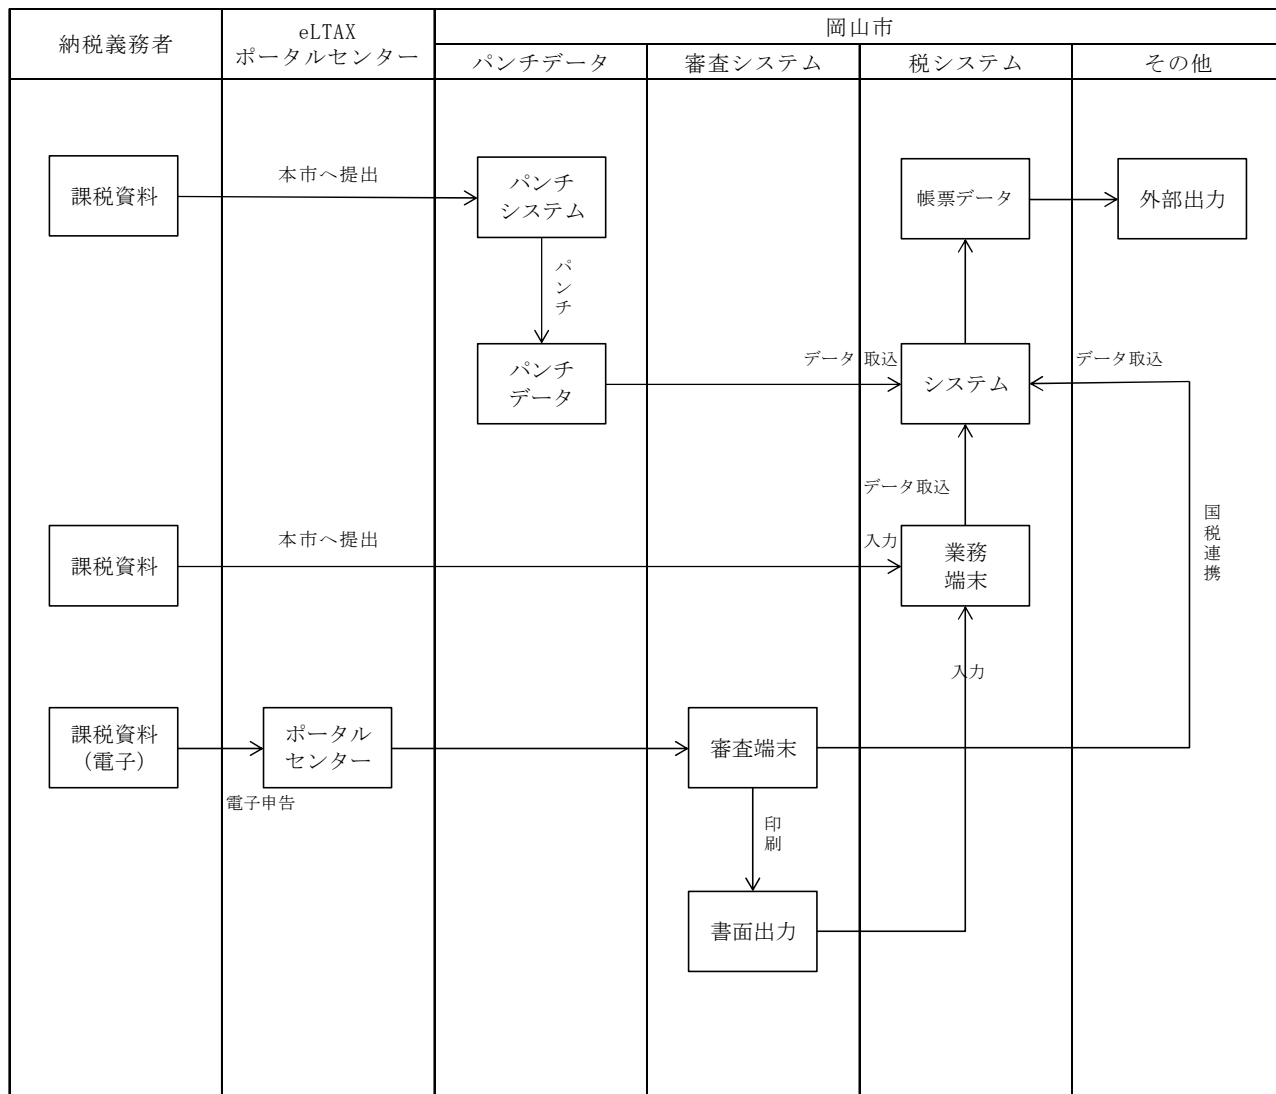 納税義務者
eLTAX
ポータルセンター
岡山市
パンチデータ
審査システム
税システム
その他
課税資料
本市へ提出
パンチ
システム
帳票データ
外部出力
パンチ
パンチ
データ
データ取込
システム
データ取込
データ取込
課税資料
本市へ提出
入力
業務
端末
国税連携
入力
課税資料
(電子)
電子申告
ポータル
センター
審査端末
印刷
書面出力